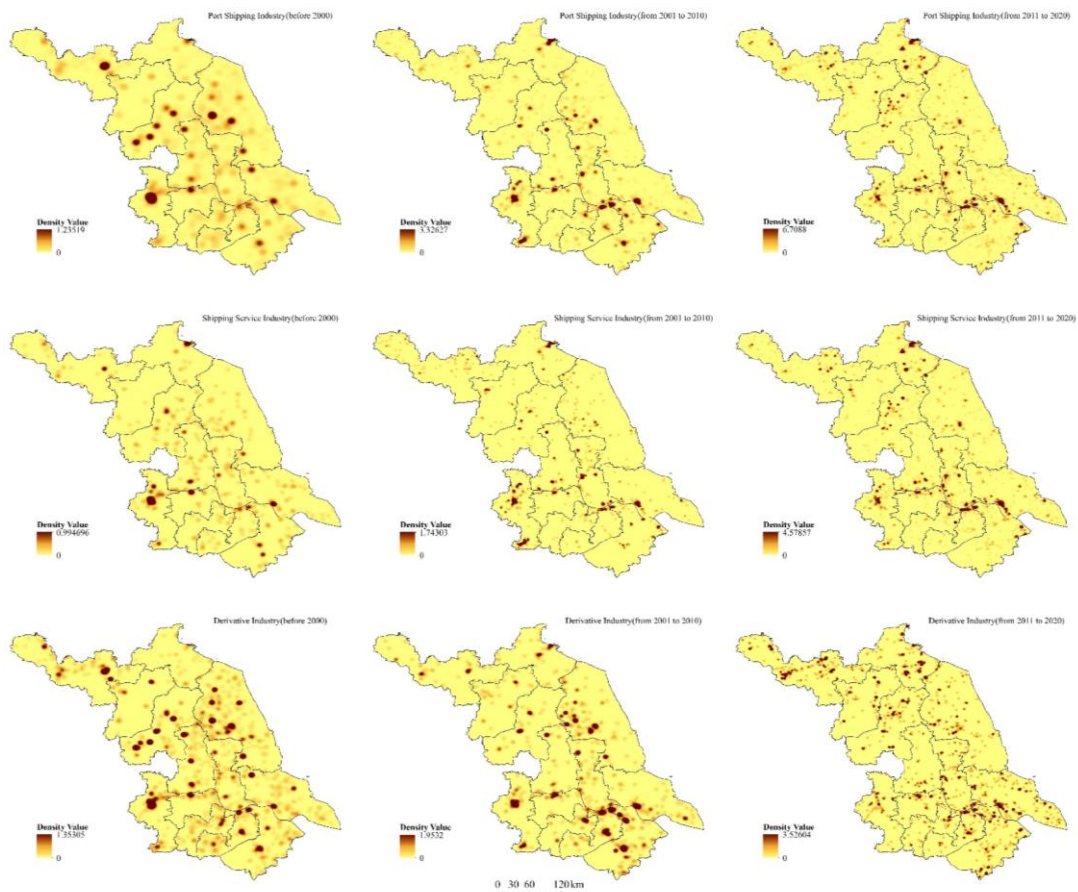 Port Shipping Industry(before 2000)
Port Shipping Industry(from 2001 to 2010)
Port Shipping Industry(from 2011 to 2020)
Density Value
1.23519
0
Density Value
3.32627
0
Density Value
6.7088
0
Shipping Service Industry(before 2000)
Shipping Service Industry(from 2001 to 2010)
Shipping Service Industry(from 2011 to 2020)
Density Value
0.994696
0
Density Value
1.74303
0
Density Value
4.57857
0
Derivative Industry(before 2000)
Derivative Industry(from 2001 to 2010)
Derivative Industry(from 2011 to 2020)
Density Value
1.35305
0
Density Value
1.9532
0
Density Value
3.52604
0
0 30 60 120km